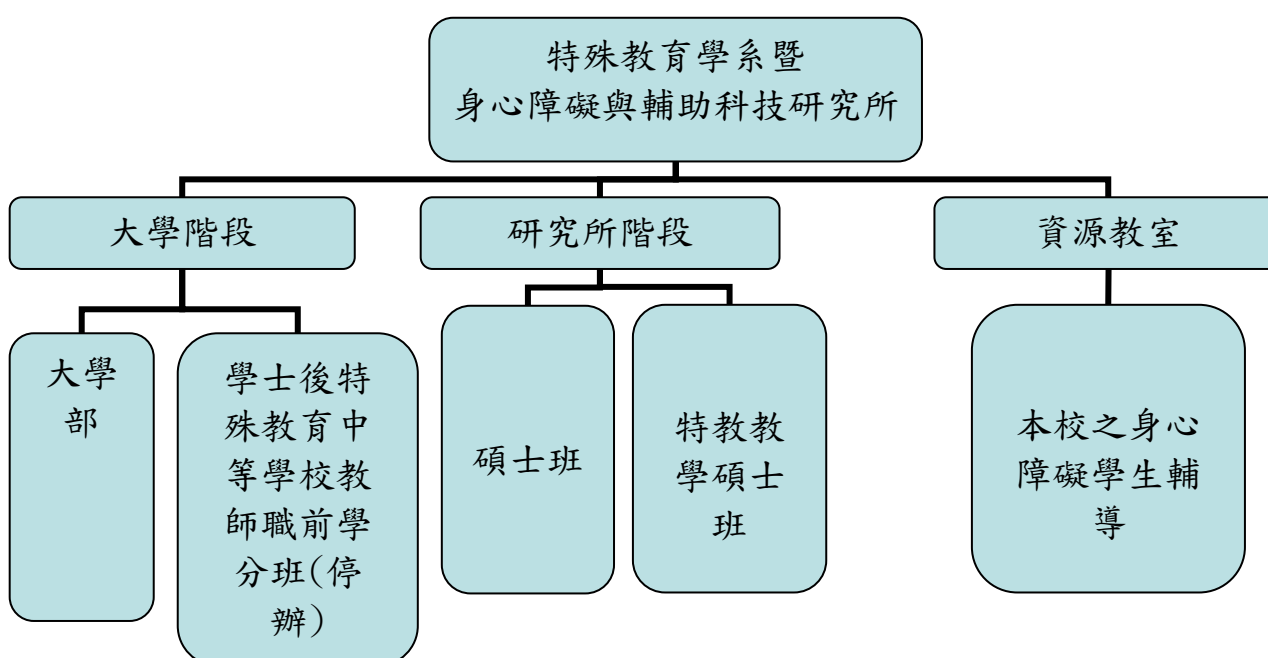 特殊教育學系暨
身心障礙與輔助科技研究所
大學階段
研究所階段
資源教室
大學
部
學士後特
殊教育中
等學校教
師職前學
分班(停
辦)
碩士班
特教教
學碩士
班
本校之身心
障礙學生輔
導